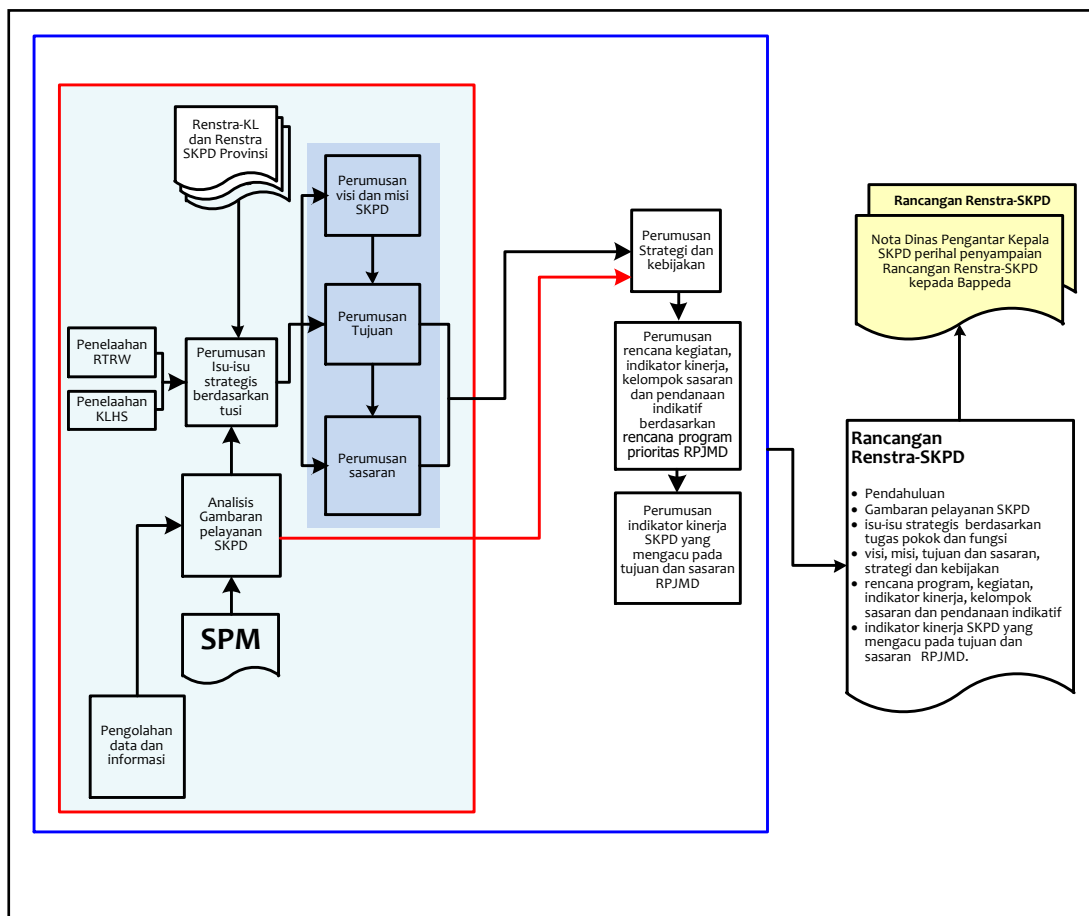 Renstra-KL
dan Renstra
SKPD Provinsi
Perumusan
visi dan misi
SKPD
Perumusan
Tujuan
Perumusan
sasaran
Penelaahan
RTRW
Penelaahan
KLHS
Perumusan
Isu-isu
strategis
berdasarkan
tusi
Analisis
Gambaran
pelayanan
SKPD
SPM
Pengolahan
data dan
informasi
Perumusan
Strategi dan
kebijakan
Perumusan
rencana kegiatan,
indikator kinerja,
kelompok sasaran
dan pendanaan
indikatif
berdasarkan
rencana program
prioritas RPJMD
Perumusan
indikator kinerja
SKPD yang
mengacu pada
tujuan dan sasaran
RPJMD
Rancangan Renstra-SKPD
Nota Dinas Pengantar Kepala
SKPD perihal penyampaian
Rancangan Renstra-SKPD
kepada Bappeda
Rancangan
Renstra-SKPD
• Pendahuluan
• Gambaran pelayanan SKPD
• isu-isu strategis berdasarkan
tugas pokok dan fungsi
• visi, misi, tujuan dan sasaran,
strategi dan kebijakan
• rencana program, kegiatan,
indikator kinerja, kelompok
sasaran dan pendanaan indikatif
• indikator kinerja SKPD yang
mengacu pada tujuan dan
sasaran RPJMD.